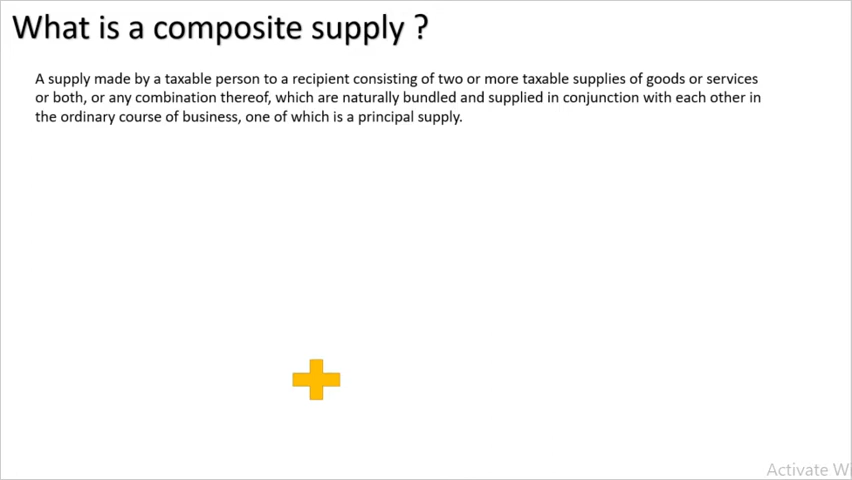 What is a composite supply ?
A supply made by a taxable person to a recipient consisting of two or more taxable supplies of goods or services
or both, or any combination thereof, which are naturally bundled and supplied in conjunction with each other in
the ordinary course of business, one of which is a principal supply.
Activate Wi